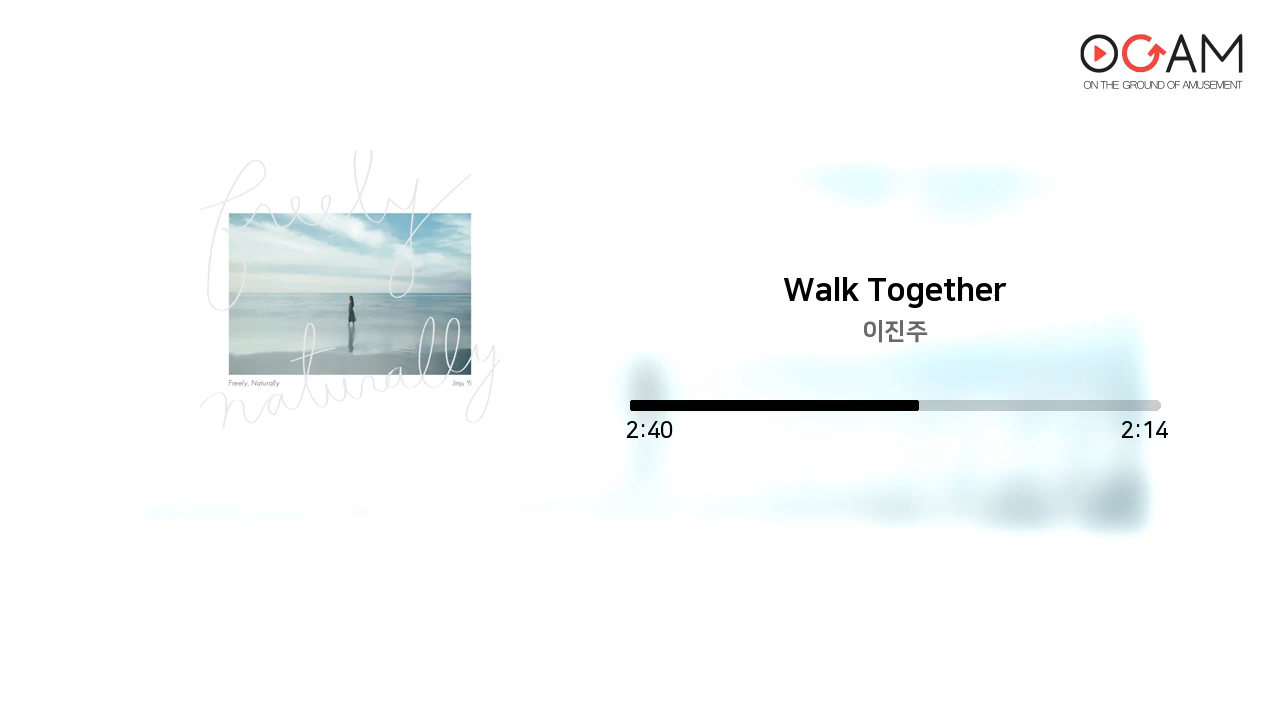 OGAM
ON THE GROUND OF AMUSEMENT
freely
naturally
Freely, Naturally
Jinju Yi
Walk Together
이진주
2:40
2:14